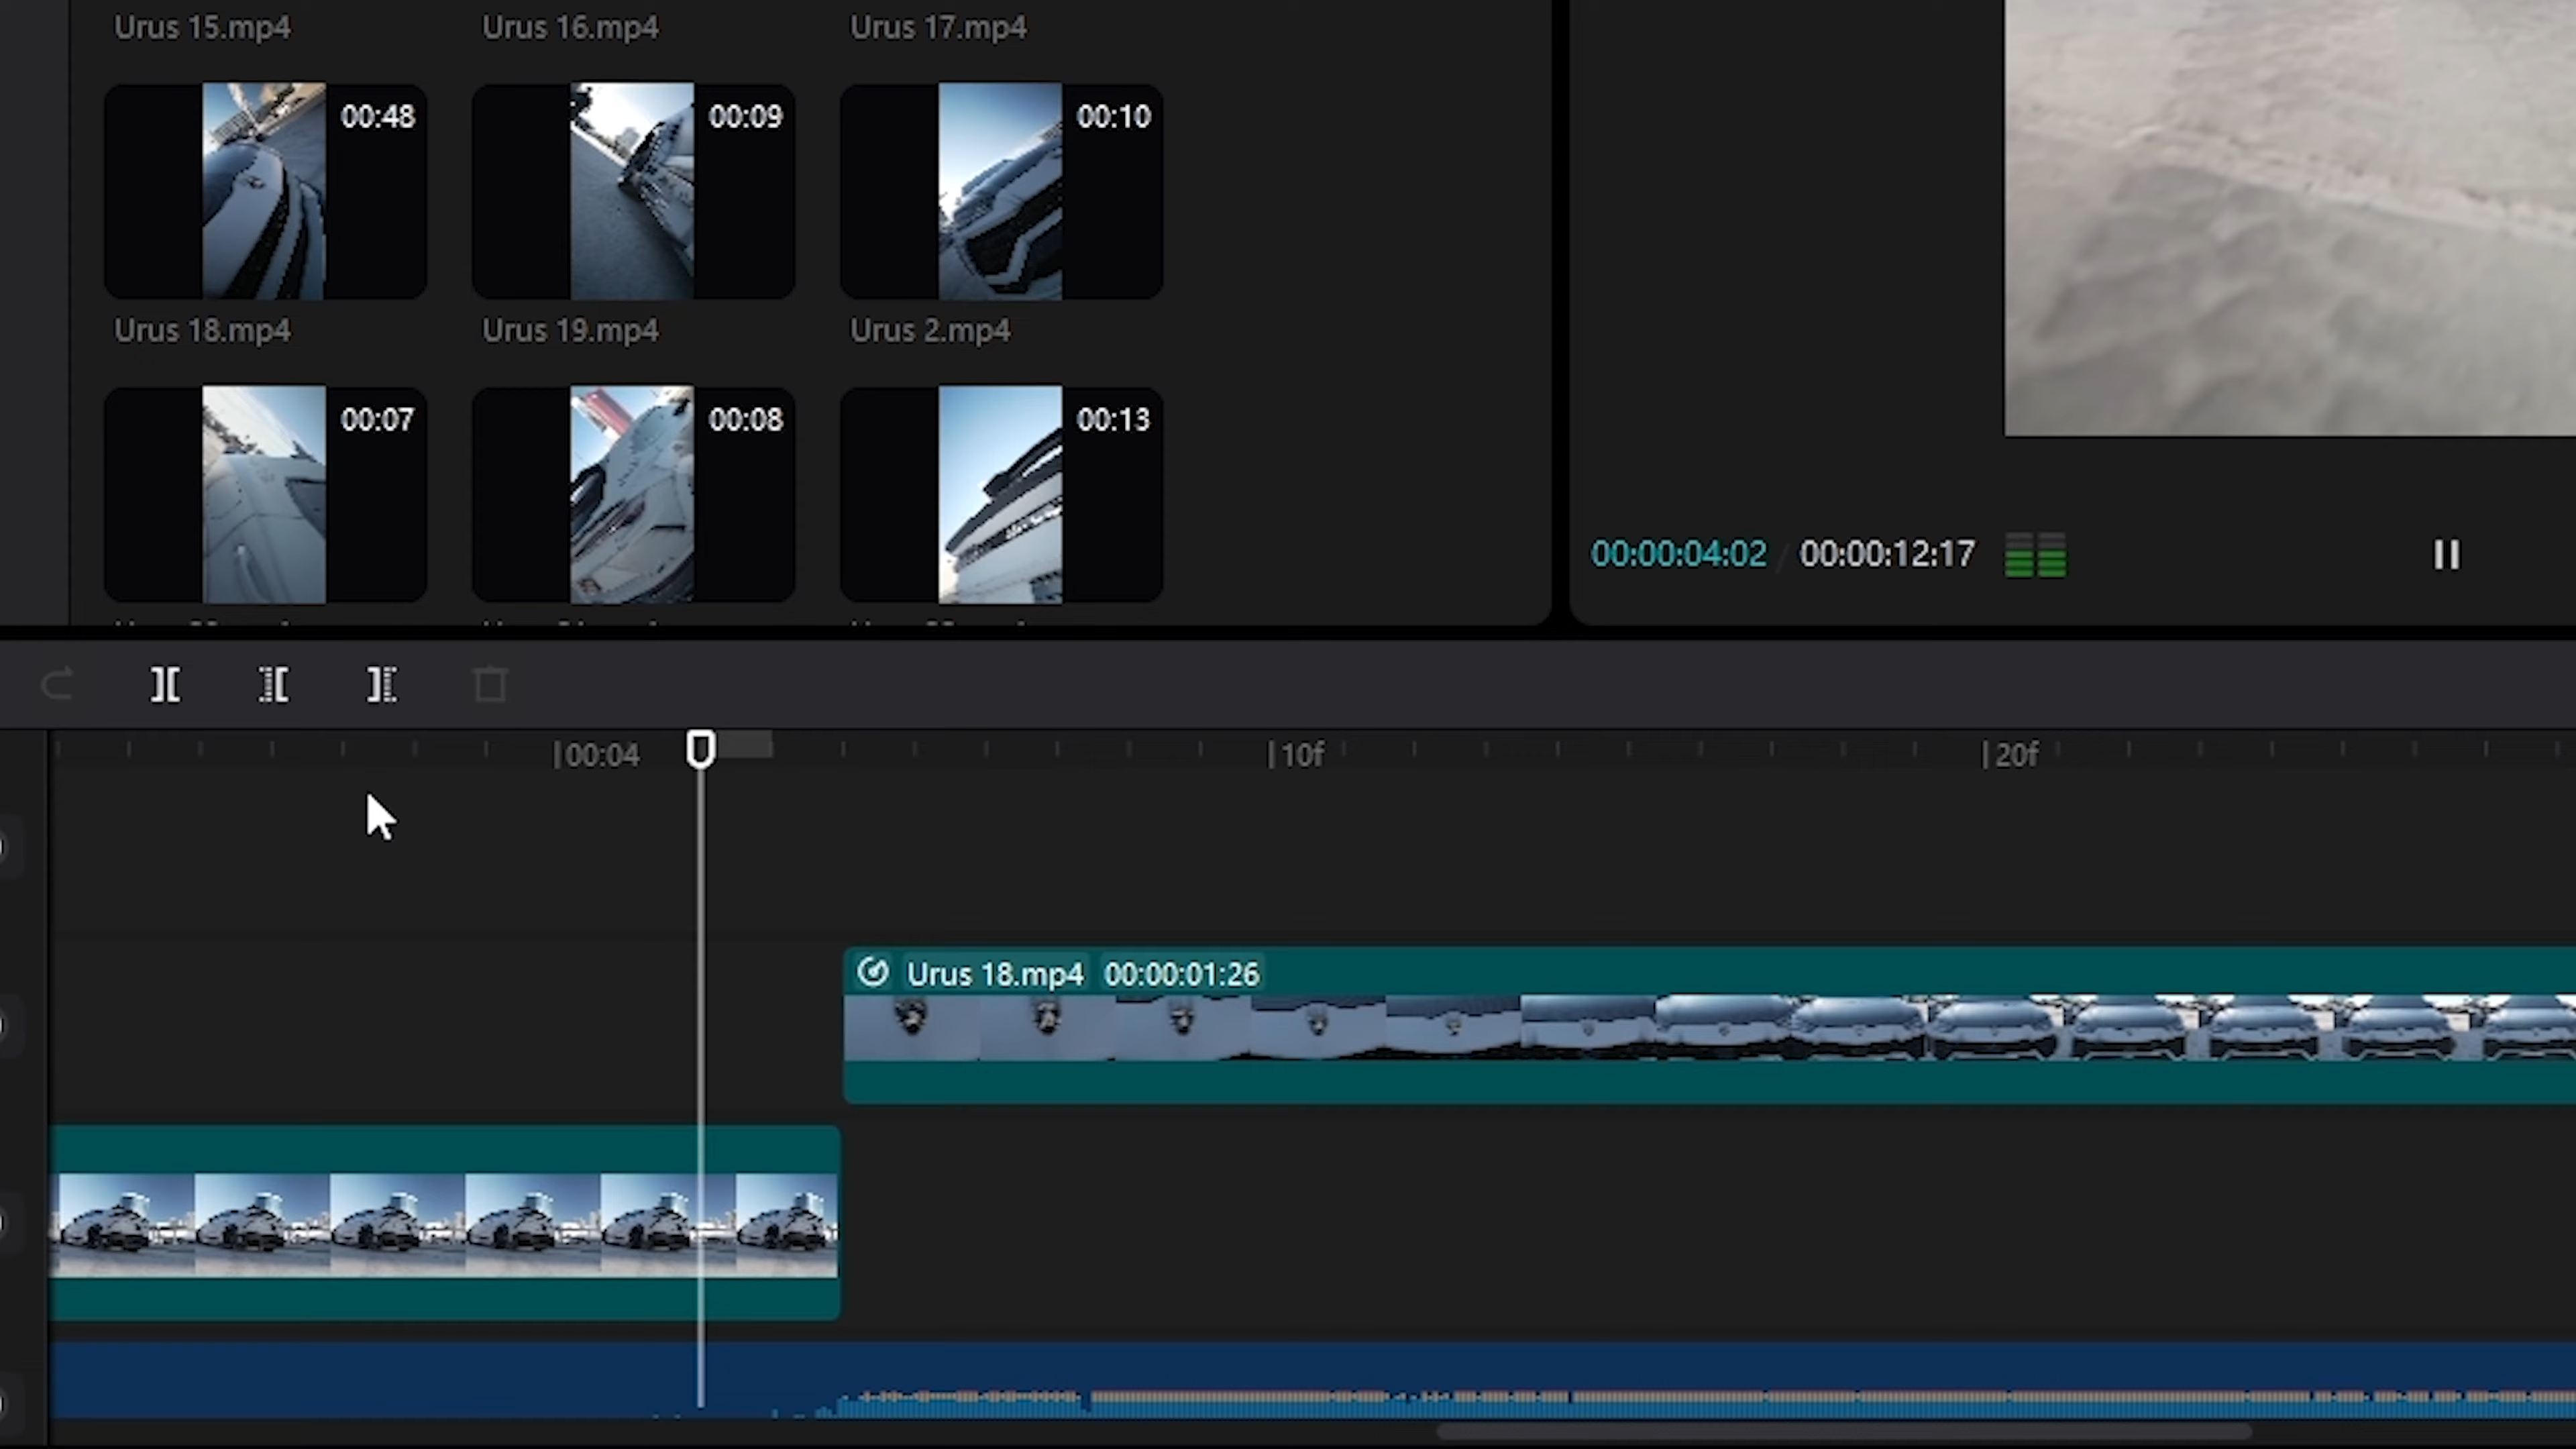 Urus 15.mp4 Urus 16.mp4 Urus 17.mp4
00:48 00:09 00:10
Urus 18.mp4 Urus 19.mp4 Urus 2.mp4
00:07 00:08 00:13
00:00:04:02 / 00:00:12:17
|00:04 |10f |20f
Urus 18.mp4 00:00:01:26